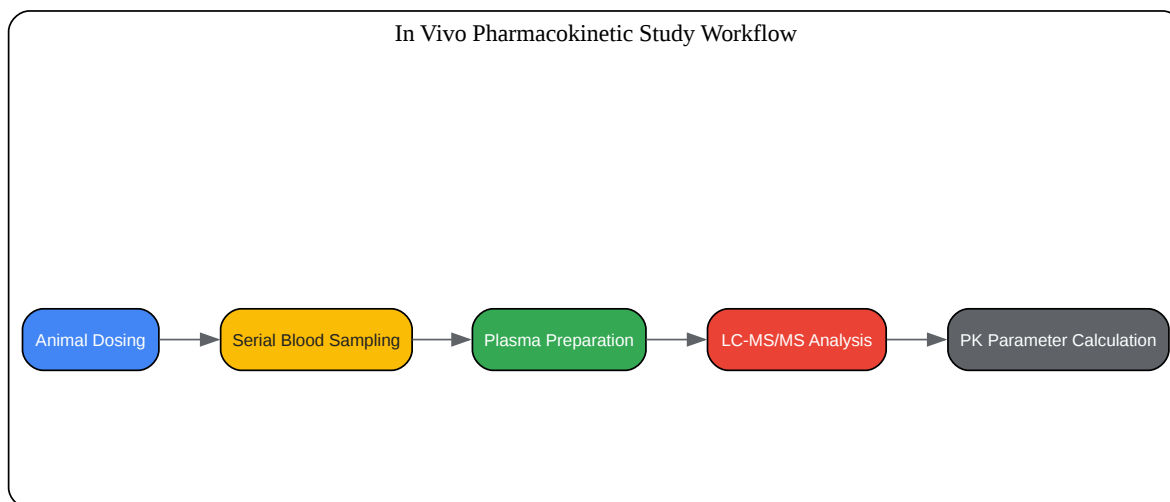 In Vivo Pharmacokinetic Study Workflow
Animal Dosing
Serial Blood Sampling
Plasma Preparation
LC-MS/MS Analysis
PK Parameter Calculation